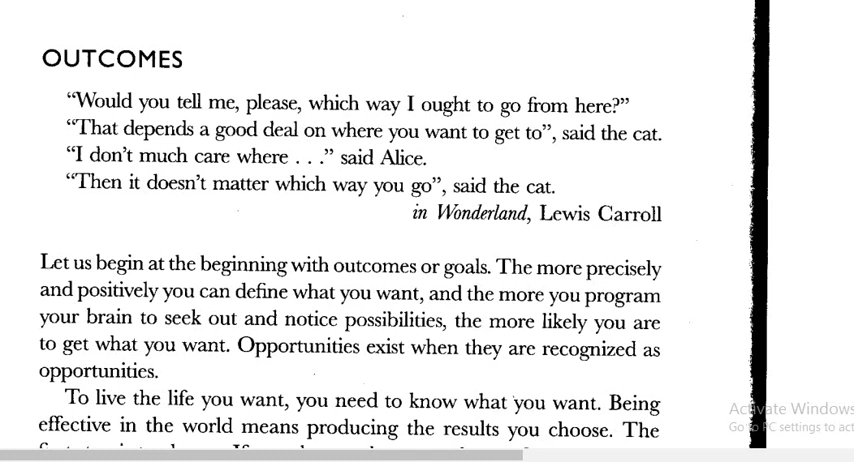 OUTCOMES
“Would you tell me, please, which way I ought to go from here?”
“That depends a good deal on where you want to get to”, said the cat.
“I don’t much care where . . .” said Alice.
“Then it doesn’t matter which way you go”, said the cat.
in Wonderland, Lewis Carroll
Let us begin at the beginning with outcomes or goals. The more precisely
and positively you can define what you want, and the more you program
your brain to seek out and notice possibilities, the more likely you are
to get what you want. Opportunities exist when they are recognized as
opportunities.
To live the life you want, you need to know what you want. Being
effective in the world means producing the results you choose. The
Activate Windows
Go to PC settings to act